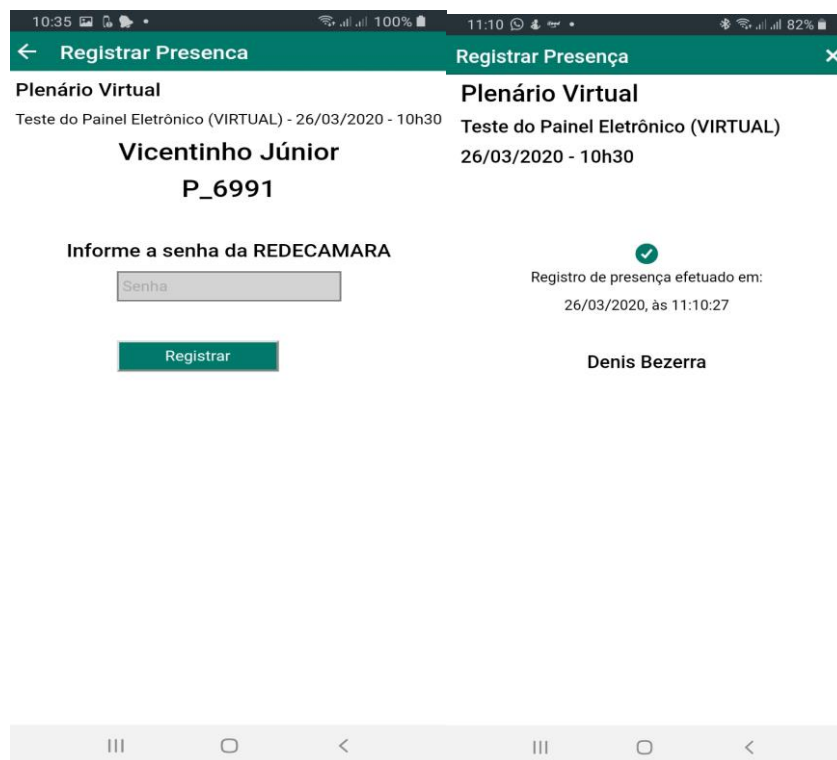 10:35
100%
← Registrar Presenca
Plenário Virtual
Teste do Painel Eletrônico (VIRTUAL) - 26/03/2020 - 10h30
Vicentinho Júnior
P_6991
Informe a senha da REDECAMARA
Senha
Registrar
11:10
82%
Registrar Presença ×
Plenário Virtual
Teste do Painel Eletrônico (VIRTUAL)
26/03/2020 - 10h30
Registro de presença efetuado em:
26/03/2020, às 11:10:27
Denis Bezerra